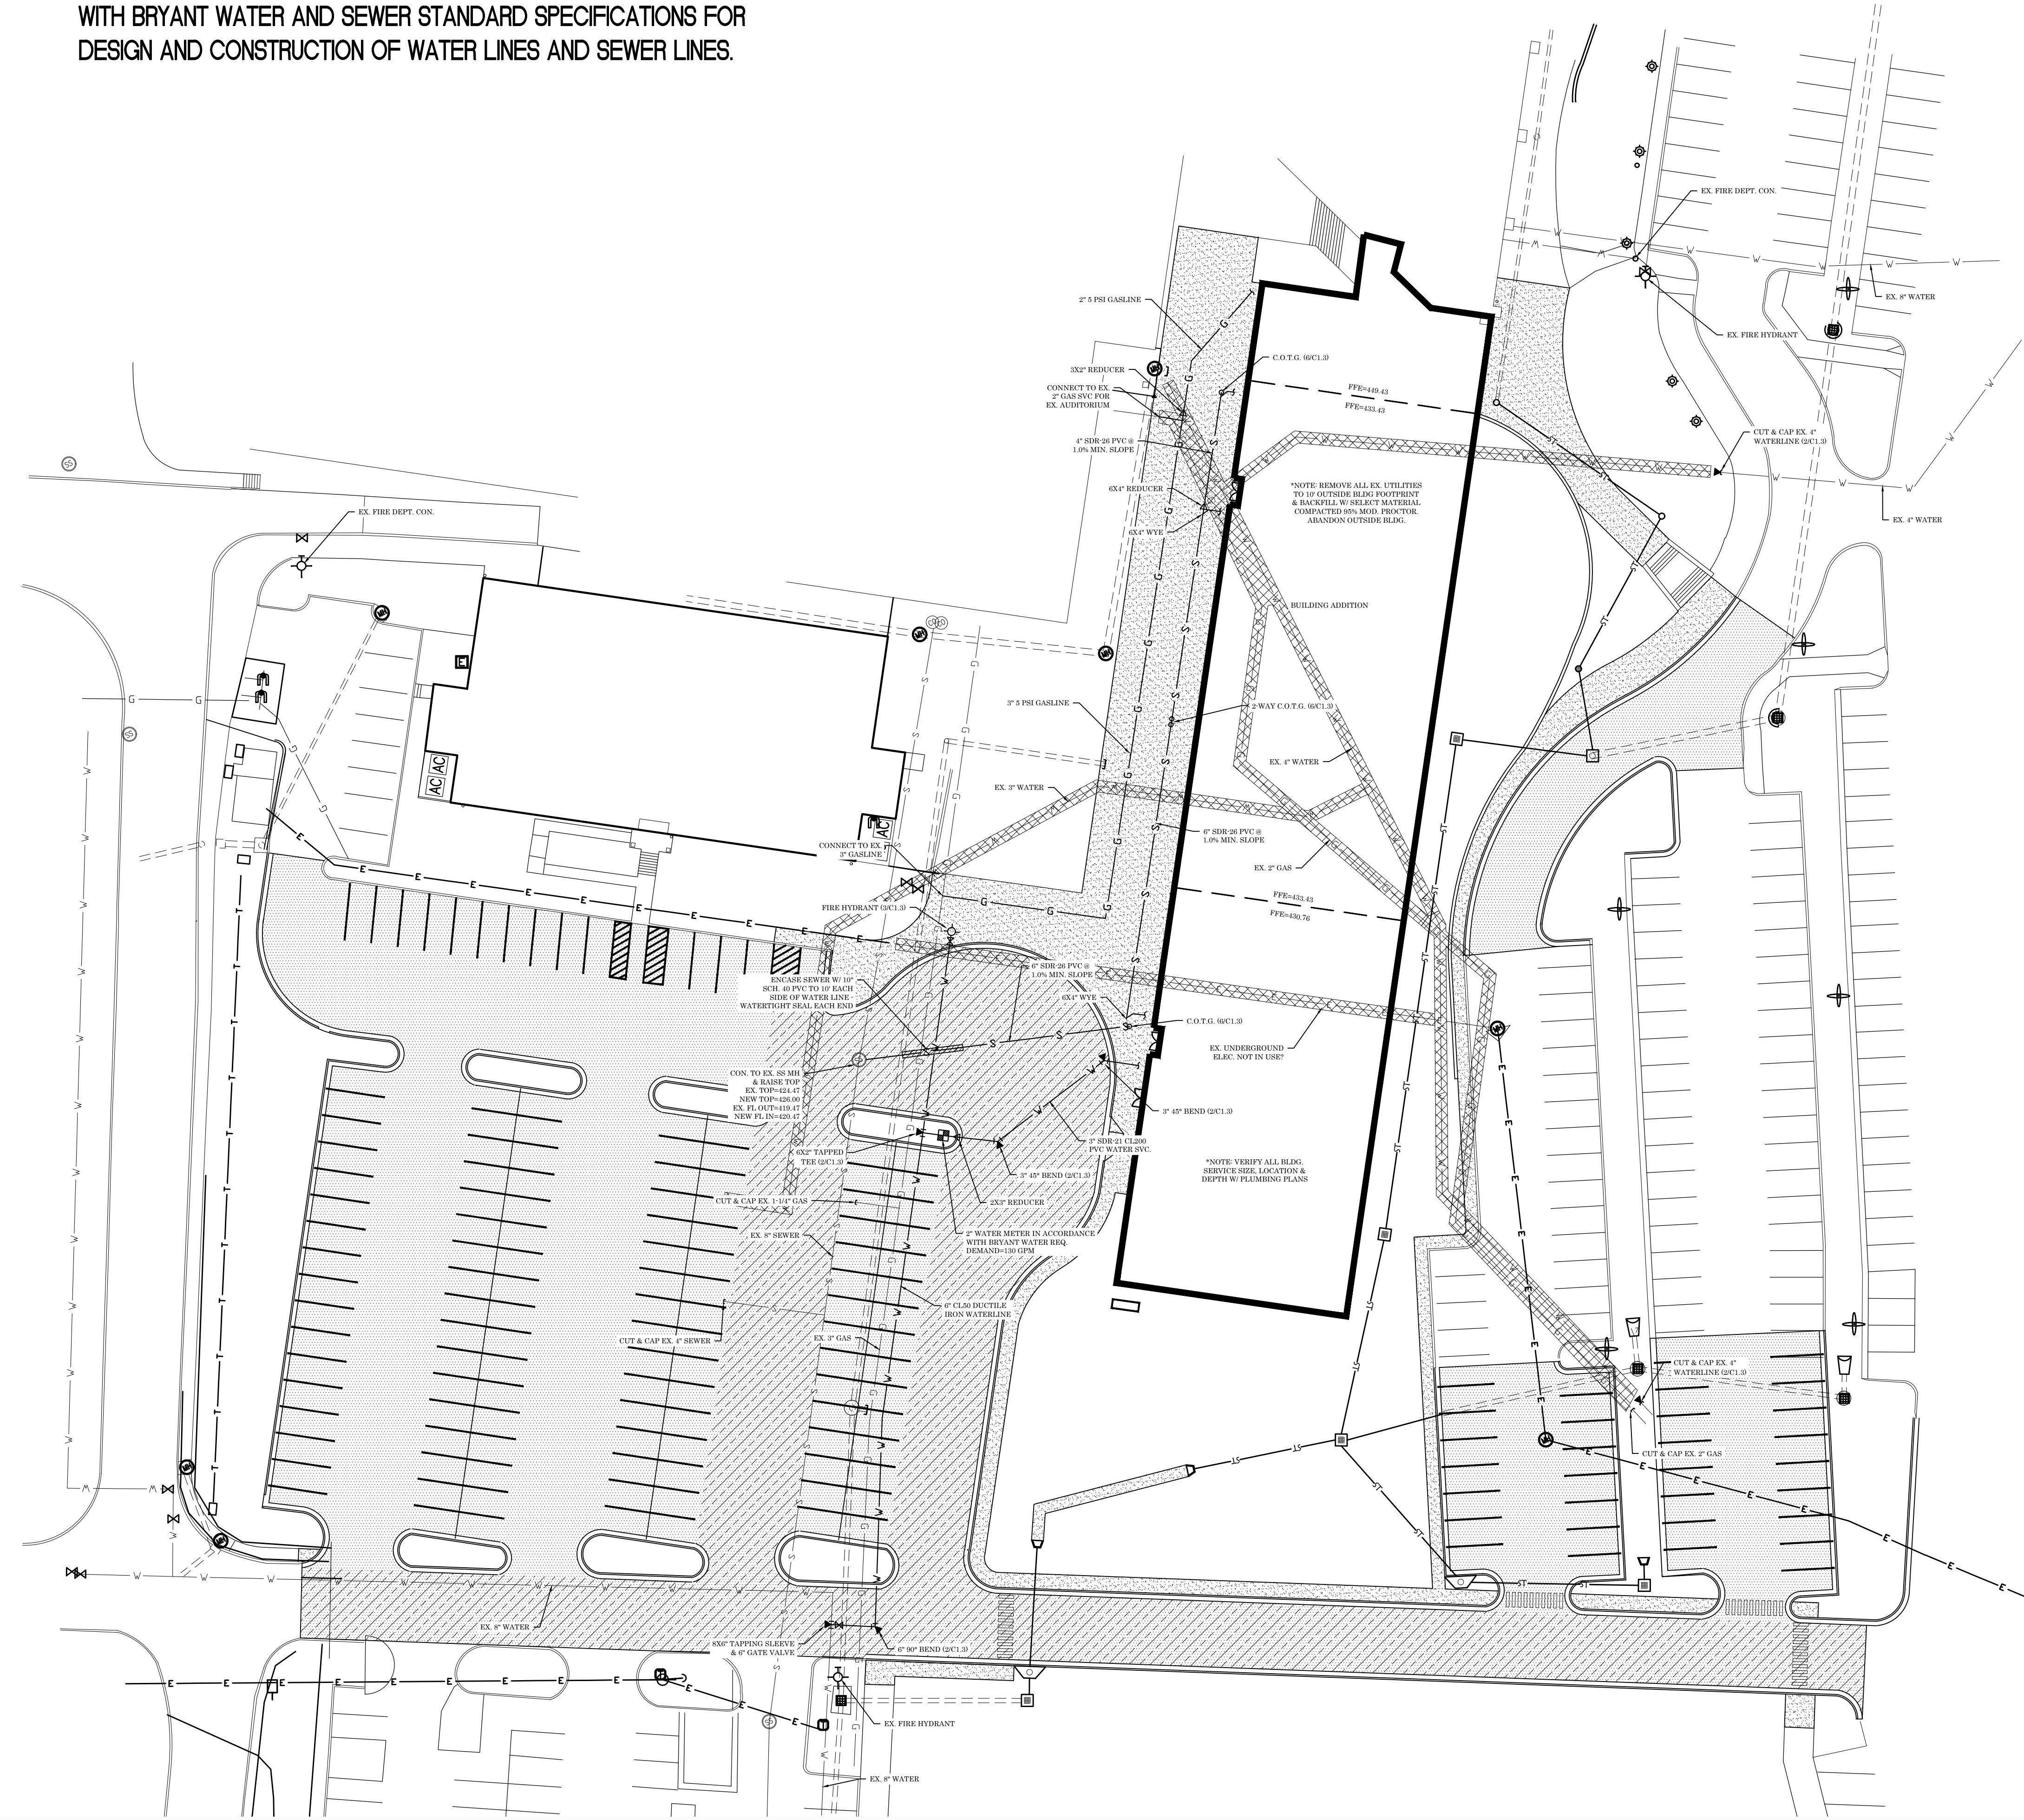 WITH BRYANT WATER AND SEWER STANDARD SPECIFICATIONS FOR
DESIGN AND CONSTRUCTION OF WATER LINES AND SEWER LINES.
EX. FIRE DEPT. CON.
EX. 8" WATER
EX. FIRE HYDRANT
2" 5 PSI GASLINE
C.O.T.G. (6/C1.3)
3X2" REDUCER
CONNECT TO EX.
2" GAS SVC FOR
EX. AUDITORIUM
FFE=449.43
FFE=433.43
4" SDR-26 PVC @
1.0% MIN. SLOPE
CUT & CAP EX. 4"
WATERLINE (2/C1.3)
6X4" REDUCER
*NOTE: REMOVE ALL EX. UTILITIES
TO 10' OUTSIDE BLDG FOOTPRINT
& BACKFILL W/ SELECT MATERIAL
COMPACTED 95% MOD. PROCTOR.
ABANDON OUTSIDE BLDG.
EX. 4" WATER
EX. FIRE DEPT. CON.
6X4" WYE
BUILDING ADDITION
3" 5 PSI GASLINE
2-WAY C.O.T.G. (6/C1.3)
EX. 4" WATER
EX. 3" WATER
AC
AC
AC
6" SDR-26 PVC @
1.0% MIN. SLOPE
CONNECT TO EX.
3" GASLINE
EX. 2" GAS
FFE=433.43
FFE=430.76
FIRE HYDRANT (3/C1.3)
6" SDR-26 PVC @
1.0% MIN. SLOPE
ENCASE SEWER W/ 10"
SCH. 40 PVC TO 10' EACH
SIDE OF WATER LINE -
WATERTIGHT SEAL EACH END
6X4" WYE
C.O.T.G. (6/C1.3)
EX. UNDERGROUND
ELEC. NOT IN USE?
CON. TO EX. SS MH
& RAISE TOP
EX. TOP=424.47
NEW TOP=426.00
EX. FL OUT=419.47
NEW FL IN=420.47
3" 45° BEND (2/C1.3)
3" SDR-21 CL200
PVC WATER SVC.
6X2" TAPPED
TEE (2/C1.3)
3" 45° BEND (2/C1.3)
*NOTE: VERIFY ALL BLDG.
SERVICE SIZE, LOCATION &
DEPTH W/ PLUMBING PLANS
CUT & CAP EX. 1-1/4" GAS
2X3" REDUCER
EX. 8" SEWER
2" WATER METER IN ACCORDANCE
WITH BRYANT WATER REQ.
DEMAND=130 GPM
6" CL50 DUCTILE
IRON WATERLINE
CUT & CAP EX. 4" SEWER
EX. 3" GAS
CUT & CAP EX. 4"
WATERLINE (2/C1.3)
CUT & CAP EX. 2" GAS
EX. 8" WATER
8X6" TAPPING SLEEVE
& 6" GATE VALVE
6" 90° BEND (2/C1.3)
EX. FIRE HYDRANT
EX. 8" WATER